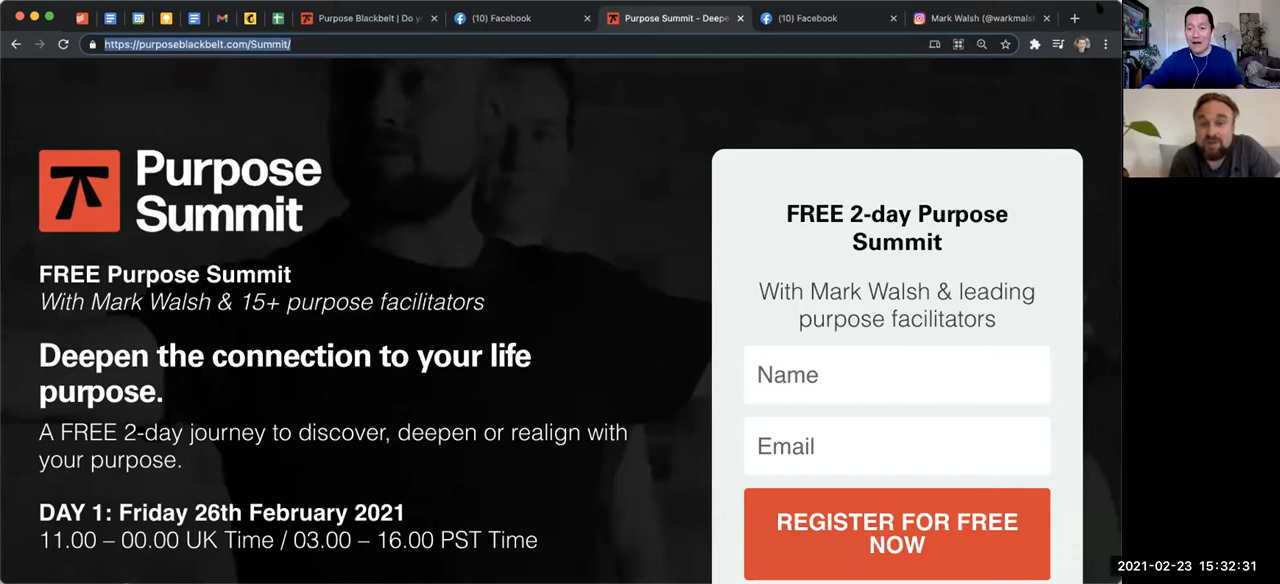 Purpose Blackbelt | Do yo
(10) Facebook
Purpose Summit - Deepe
(10) Facebook
Mark Walsh (@warkmals
https://purposeblackbelt.com/Summit/
Purpose
Summit
FREE Purpose Summit
With Mark Walsh & 15+ purpose facilitators
Deepen the connection to your life
purpose.
A FREE 2-day journey to discover, deepen or realign with
your purpose.
DAY 1: Friday 26th February 2021
11.00 – 00.00 UK Time / 03.00 – 16.00 PST Time
FREE 2-day Purpose
Summit
With Mark Walsh & leading
purpose facilitators
Name
Email
REGISTER FOR FREE
NOW
2021-02-23 15:32:31